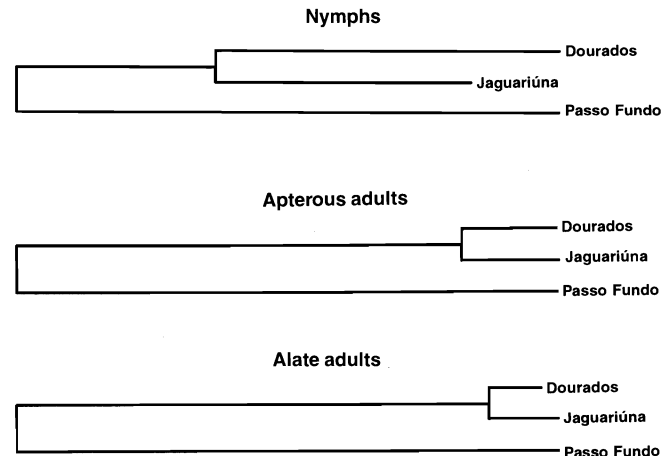 Nymphs
Dourados
Jaguariúna
Passo Fundo
Apterous adults
Dourados
Jaguariúna
Passo Fundo
Alate adults
Dourados
Jaguariúna
Passo Fundo